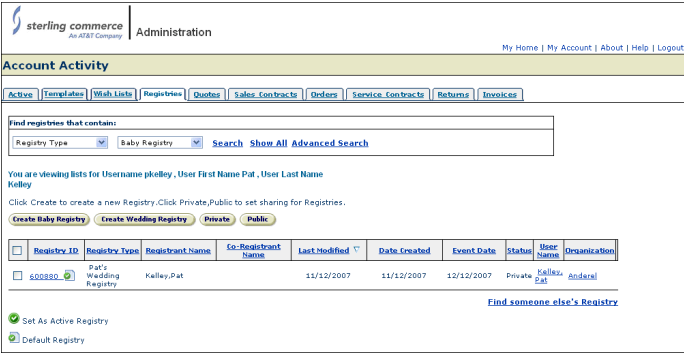 sterling commerce
An AT&T Company
Administration
My Home | My Account | About | Help | Logout
Account Activity
Active Templates Wish Lists Registries Quotes Sales Contracts Orders Service Contracts Returns Invoices
Find registries that contain:
Registry Type Baby Registry Search Show All Advanced Search
You are viewing lists for Username pkelley , User First Name Pat , User Last Name
Kelley
Click Create to create a new Registry.Click Private,Public to set sharing for Registries.
Create Baby Registry Create Wedding Registry Private Public
Registry ID Registry Type Registrant Name Co-Registrant Name Last Modified Date Created Event Date Status User Name Organization
600880 Pat's Wedding Registry Kelley,Pat 11/12/2007 11/12/2007 12/12/2007 Private Kelley, Pat Anderel
Find someone else's Registry
Set As Active Registry
Default Registry